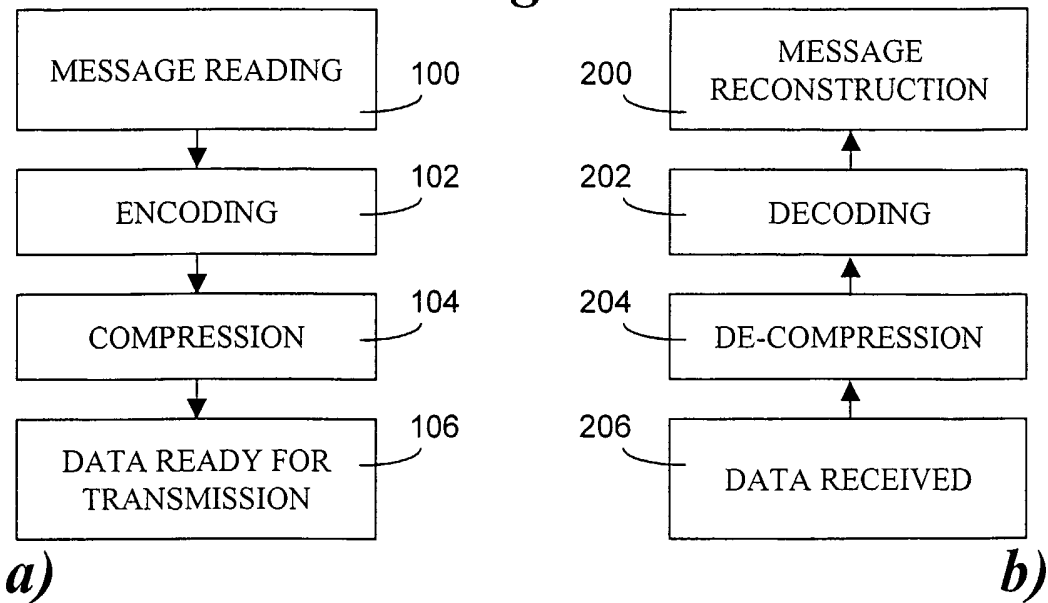 MESSAGE READING
100
ENCODING
102
COMPRESSION
104
DATA READY FOR
TRANSMISSION
106
a)
MESSAGE
RECONSTRUCTION
200
DECODING
202
DE-COMPRESSION
204
DATA RECEIVED
206
b)